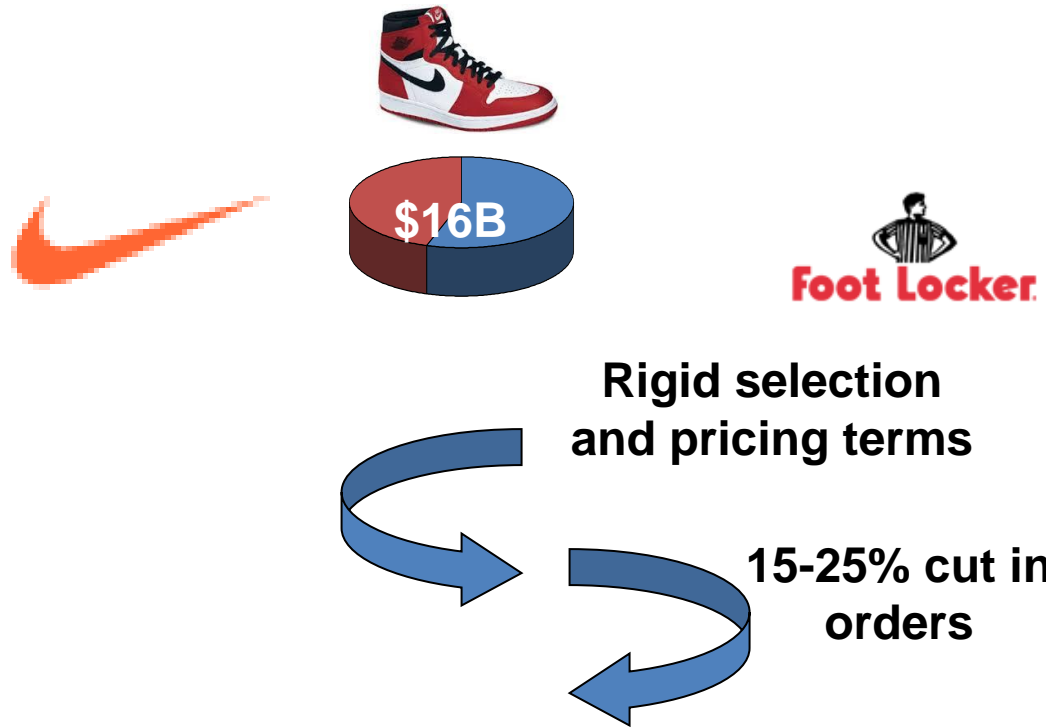 $16B
Foot Locker.
Rigid selection
and pricing terms
15-25% cut in
orders